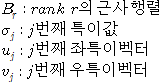 B_r : rank r의 근사행렬
σ_j : j번째 특이값
u_j : j번째 좌특이벡터
v_j : j번째 우특이벡터